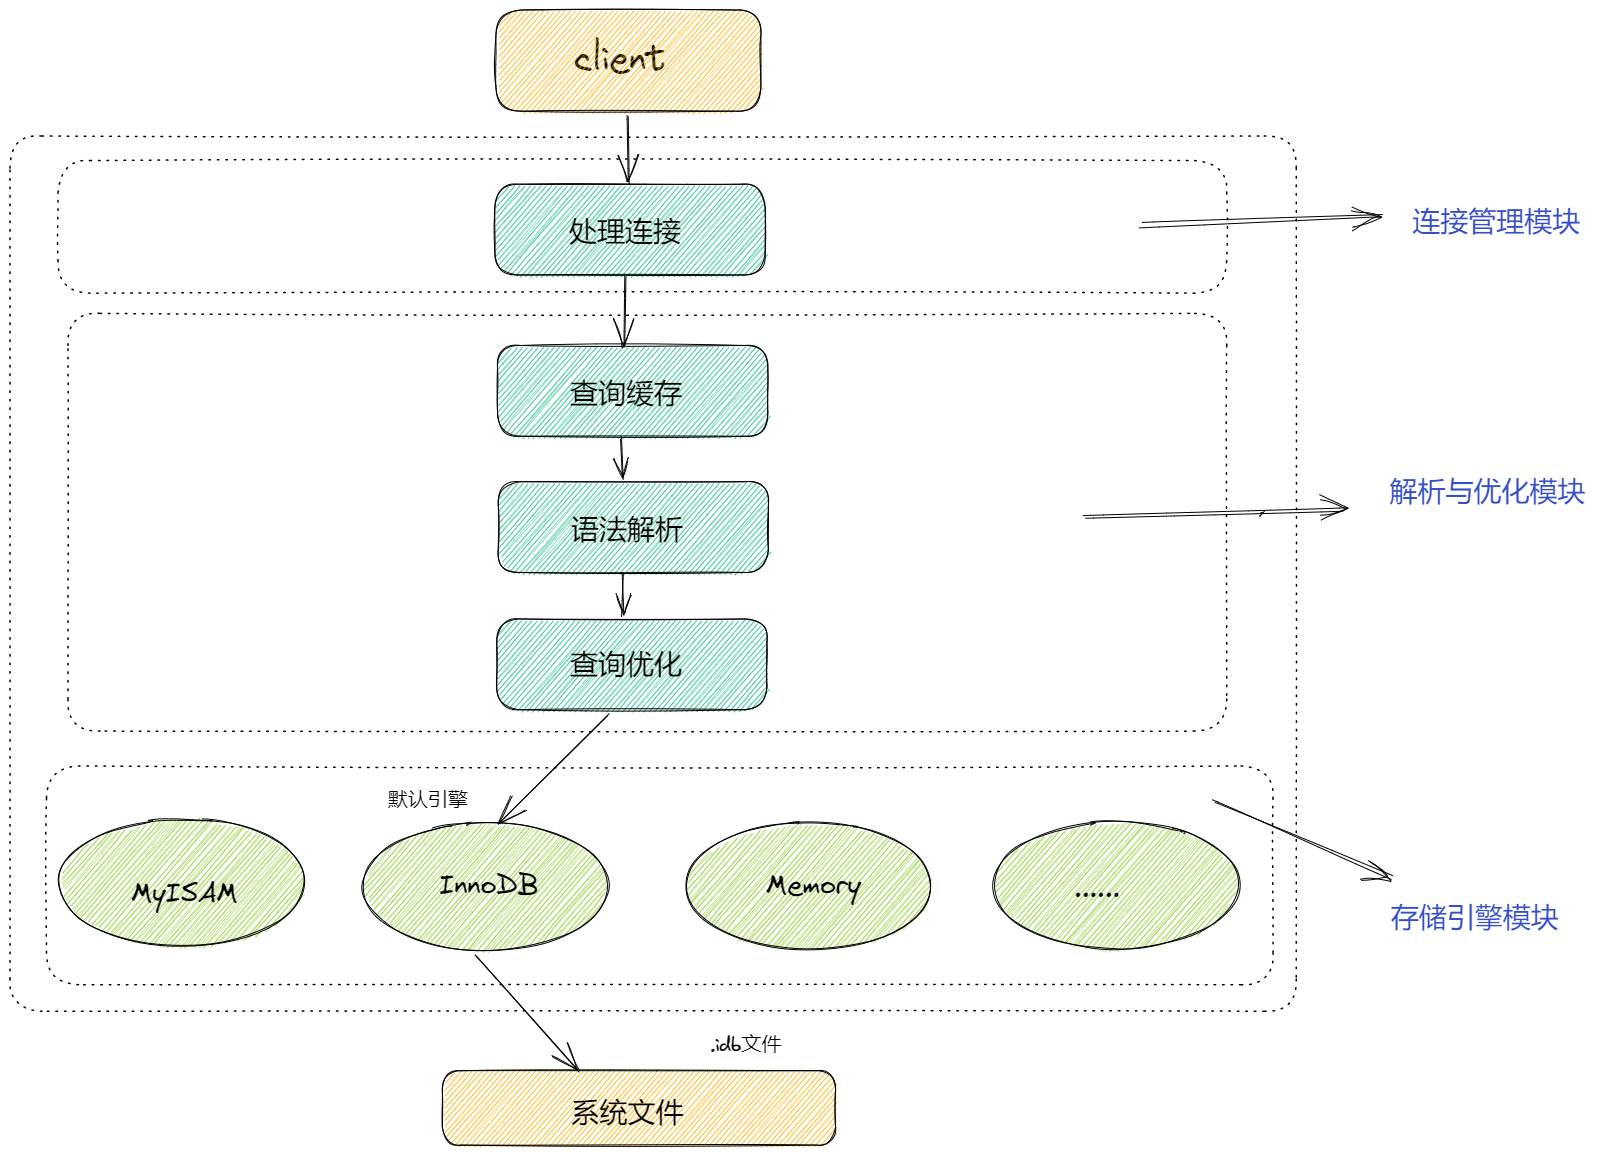 client
处理连接
连接管理模块
查询缓存
解析与优化模块
语法解析
查询优化
默认引擎
MyISAM
InnoDB
Memory
......
存储引擎模块
.idb文件
系统文件